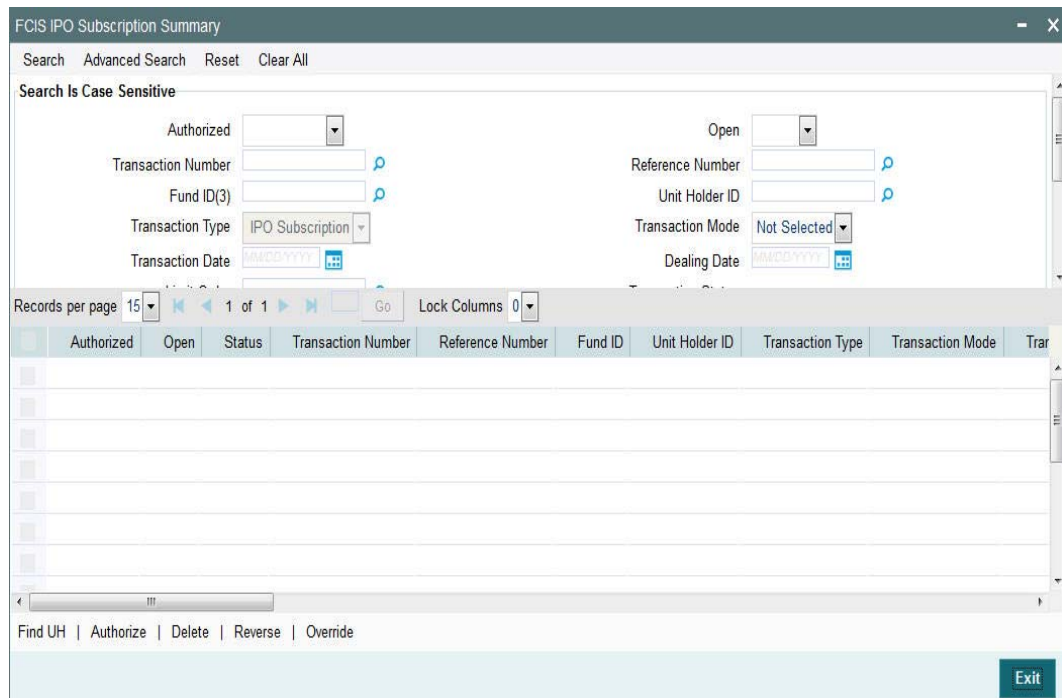 FCIS IPO Subscription Summary
Search Advanced Search Reset Clear All
Search Is Case Sensitive
Authorized Open
Transaction Number Reference Number
Fund ID(3) Unit Holder ID
Transaction Type IPO Subscription Transaction Mode Not Selected
Transaction Date MM/DD/YYYY Dealing Date MM/DD/YYYY
Records per page 15 1 of 1 Go Lock Columns 0
Authorized Open Status Transaction Number Reference Number Fund ID Unit Holder ID Transaction Type Transaction Mode Tran
Find UH | Authorize | Delete | Reverse | Override
Exit